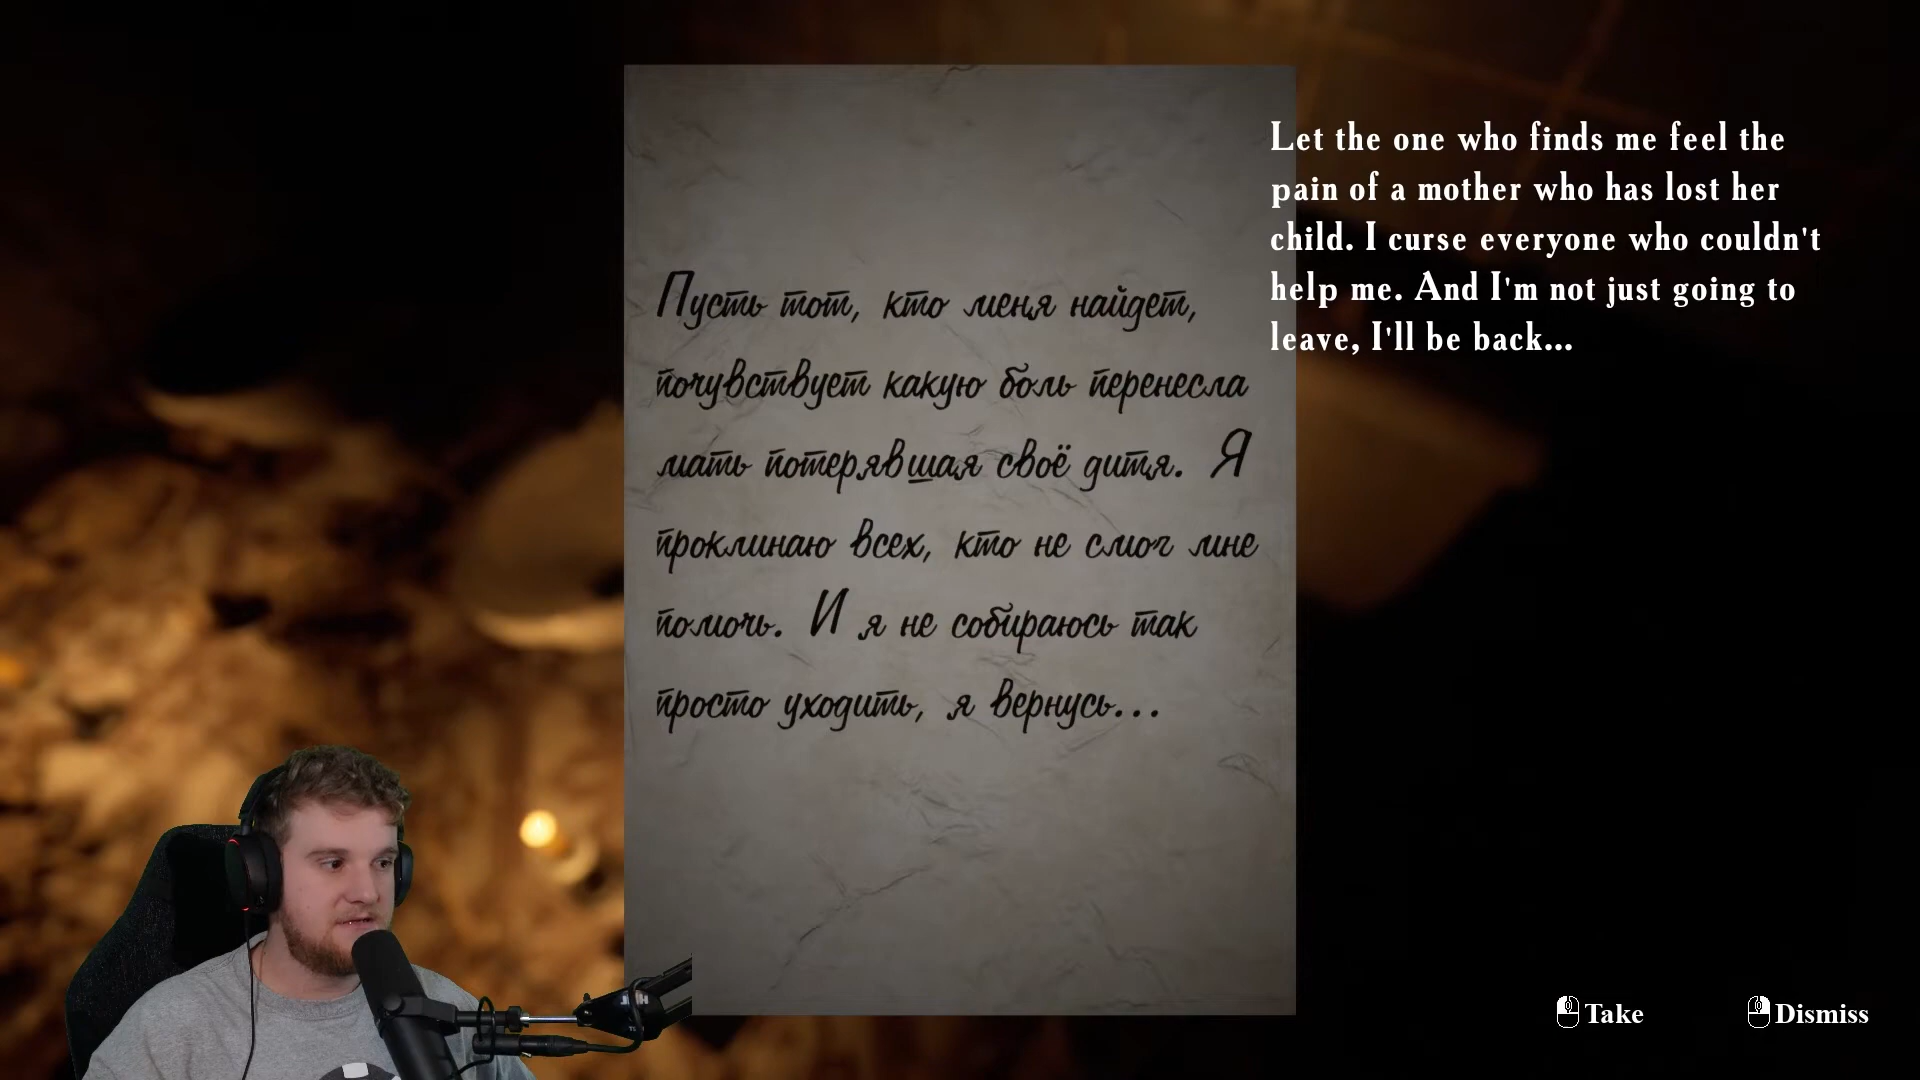 Пусть тот, кто меня найдет,
почувствует какую боль перенесла
мать потерявшая своё дитя. Я
проклинаю всех, кто не смог мне
помочь. И я не собираюсь так
просто уходить, я вернусь...
Let the one who finds me feel the
pain of a mother who has lost her
child. I curse everyone who couldn't
help me. And I'm not just going to
leave, I'll be back...
Take
Dismiss